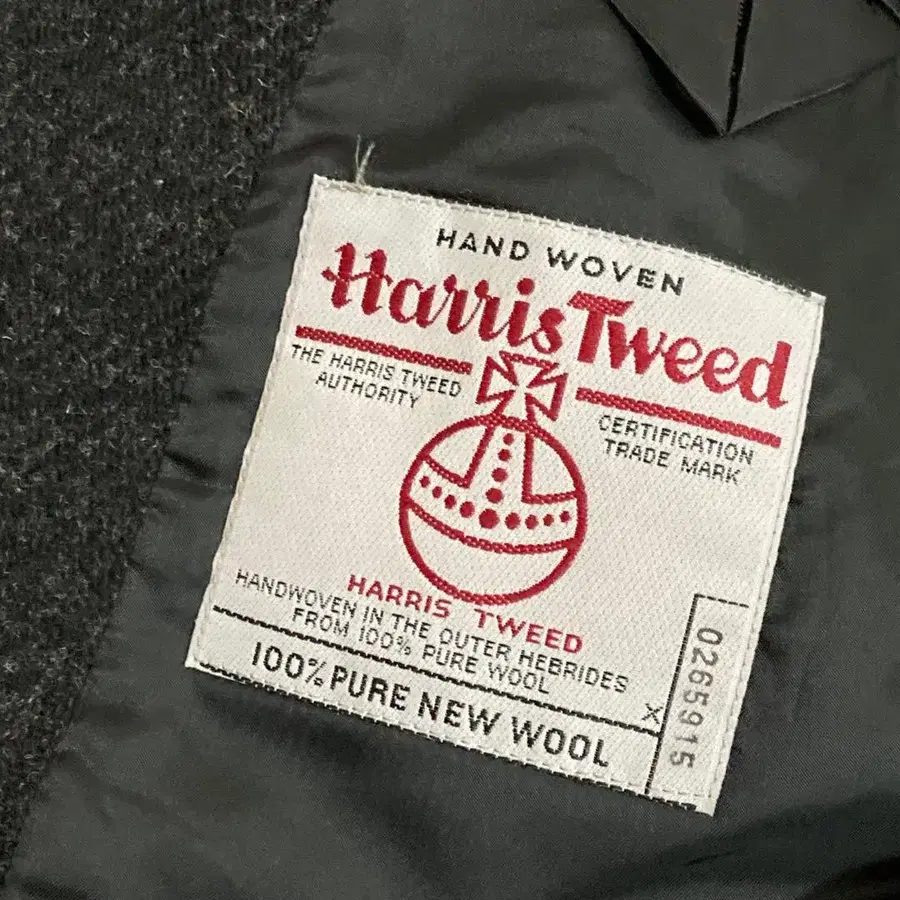 HAND WOVEN
Harris Tweed
THE HARRIS TWEED
AUTHORITY
CERTIFICATION
TRADE MARK
HARRIS TWEED
HANDWOVEN IN THE OUTER HEBRIDES
FROM 100% PURE WOOL
X
100% PURE NEW WOOL
0265915